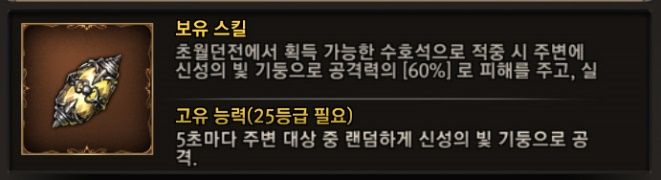 보유 스킬
초월던전에서 획득 가능한 수호석으로 적중 시 주변에
신성의 빛 기둥으로 공격력의 [60%] 로 피해를 주고, 실
고유 능력(25등급 필요)
5초마다 주변 대상 중 랜덤하게 신성의 빛 기둥으로 공
격.